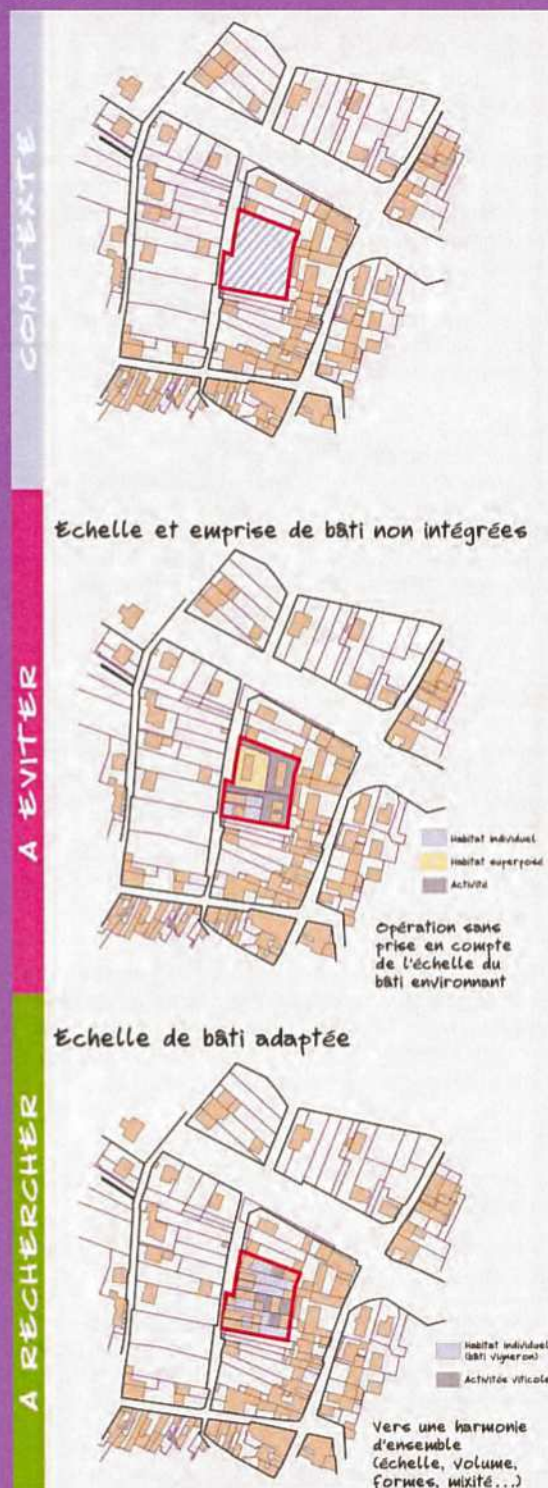 CONTEXTE
Echelle et emprise de bâti non intégrées
A EVITER
Habitat individuel
Habitat superposé
Activité
Opération sans
prise en compte
de l'échelle du
bâti environnant
Echelle de bâti adaptée
A RECHERCHER
Habitat individuel
(bâti vigneron)
Activitée viticole
Vers une harmonie
d'ensemble
(échelle, volume,
formes, mixité...)